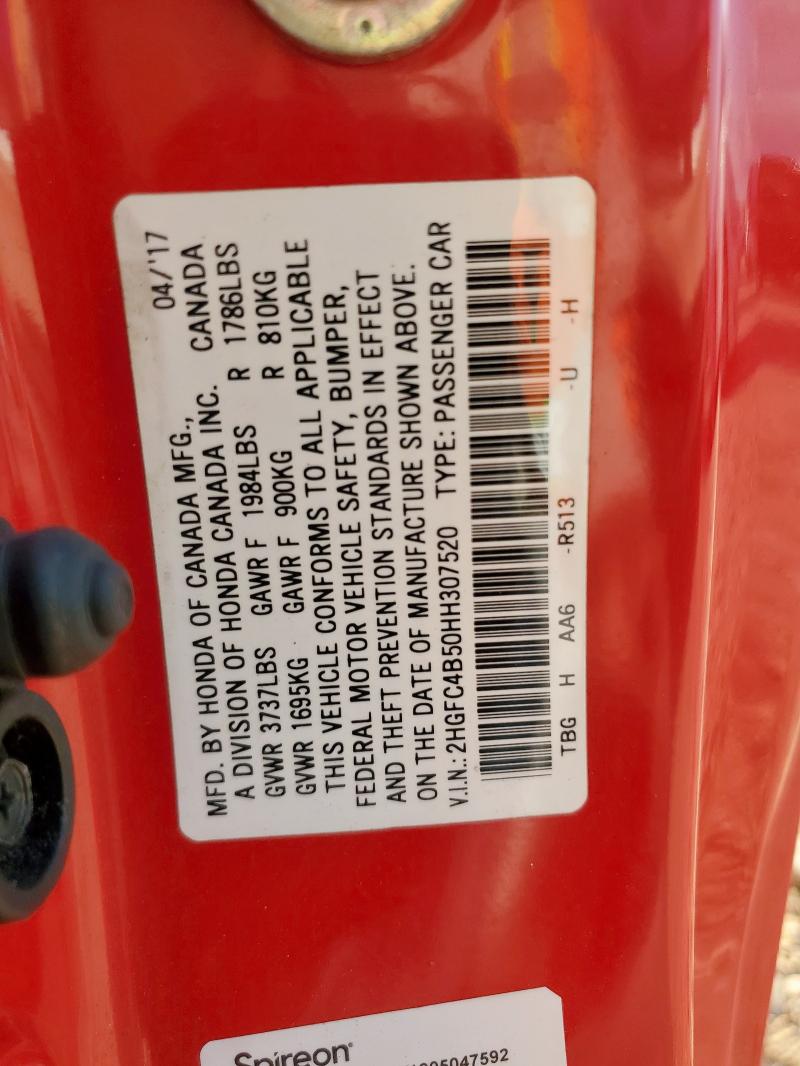 04/'17
MFD. BY HONDA OF CANADA MFG.,
A DIVISION OF HONDA CANADA INC. CANADA
GVWR 3737LBS GAWR F 1984LBS R 1786LBS
GVWR 1695KG GAWR F 900KG R 810KG
THIS VEHICLE CONFORMS TO ALL APPLICABLE
FEDERAL MOTOR VEHICLE SAFETY, BUMPER,
AND THEFT PREVENTION STANDARDS IN EFFECT
ON THE DATE OF MANUFACTURE SHOWN ABOVE.
V.I.N.: 2HGFC4B50HH307520 TYPE: PASSENGER CAR
TBG H AA6 -R513 -U -H
Spireon